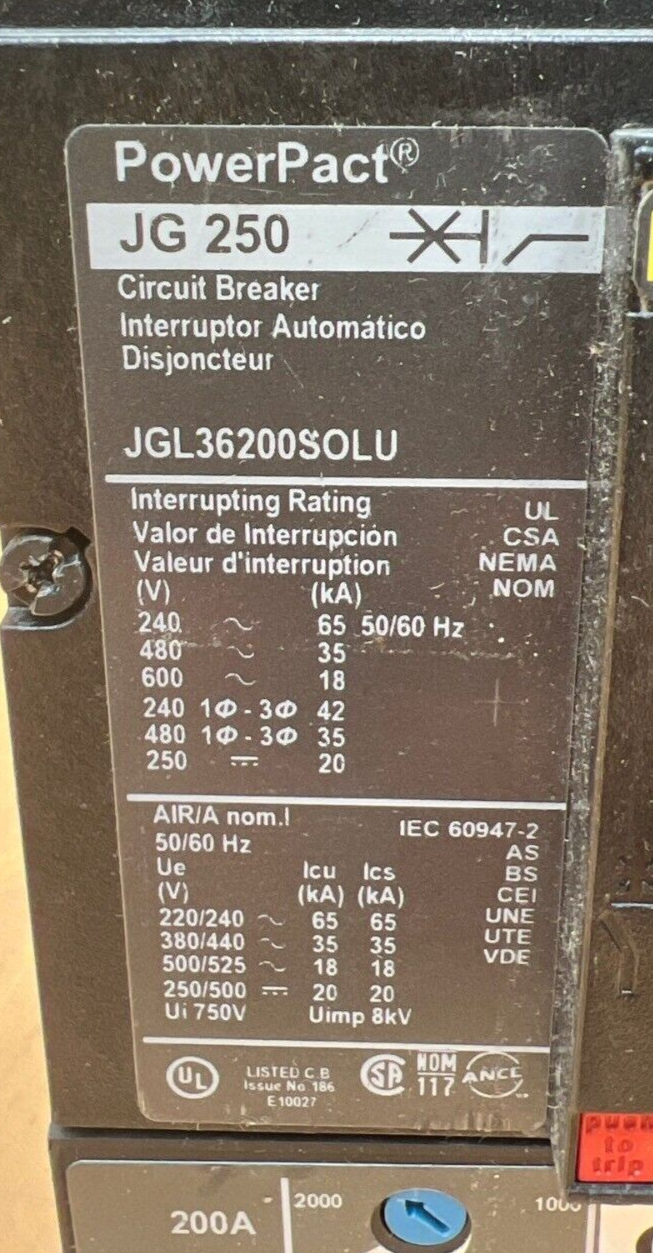 PowerPact®
JG 250
Circuit Breaker
Interruptor Automático
Disjoncteur
JGL36200SOLU
Interrupting Rating UL
Valor de Interrupción CSA
Valeur d'interruption NEMA
(V) (kA) NOM
240 ~ 65 50/60 Hz
480 ~ 35
600 ~ 18
240 1Φ - 3Φ 42
480 1Φ - 3Φ 35
250 ⎓ 20
AIR/A nom.I IEC 60947-2
50/60 Hz AS
Ue Icu Ics BS
(V) (kA) (kA) CEI
220/240 ~ 65 65 UNE
380/440 ~ 35 35 UTE
500/525 ~ 18 18 VDE
250/500 ⎓ 20 20
Ui 750V Uimp 8kV
UL LISTED C.B SA NOM ANCE
Issue No 186 117
E10027
push
to
trip
200A 2000 1000